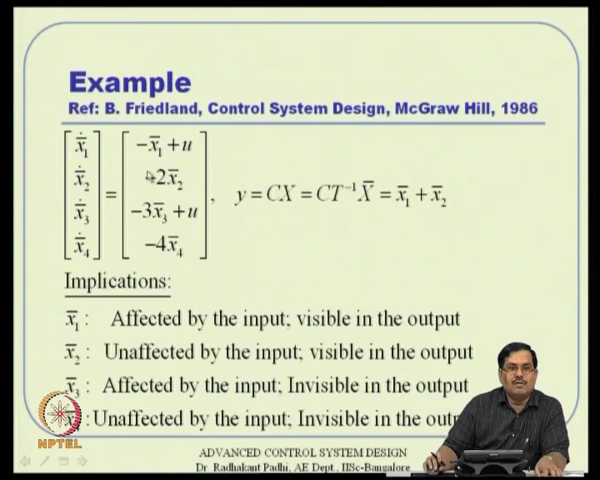 Example
Ref: B. Friedland, Control System Design, McGraw Hill, 1986
[ẋ̄₁ ẋ̄₂ ẋ̄₃ ẋ̄₄] = [−x̄₁ + u 2x̄₂ −3x̄₃ + u −4x̄₄], y = CX = CT⁻¹X̄ = x̄₁ + x̄₂
Implications:
x̄₁ : Affected by the input; visible in the output
x̄₂ : Unaffected by the input; visible in the output
x̄₃ : Affected by the input; Invisible in the output
: Unaffected by the input; Invisible in the
NPTEL
ADVANCED CONTROL SYSTEM DESIGN
Dr. Radhakant Padhi, AE Dept., IISc-Bangalore